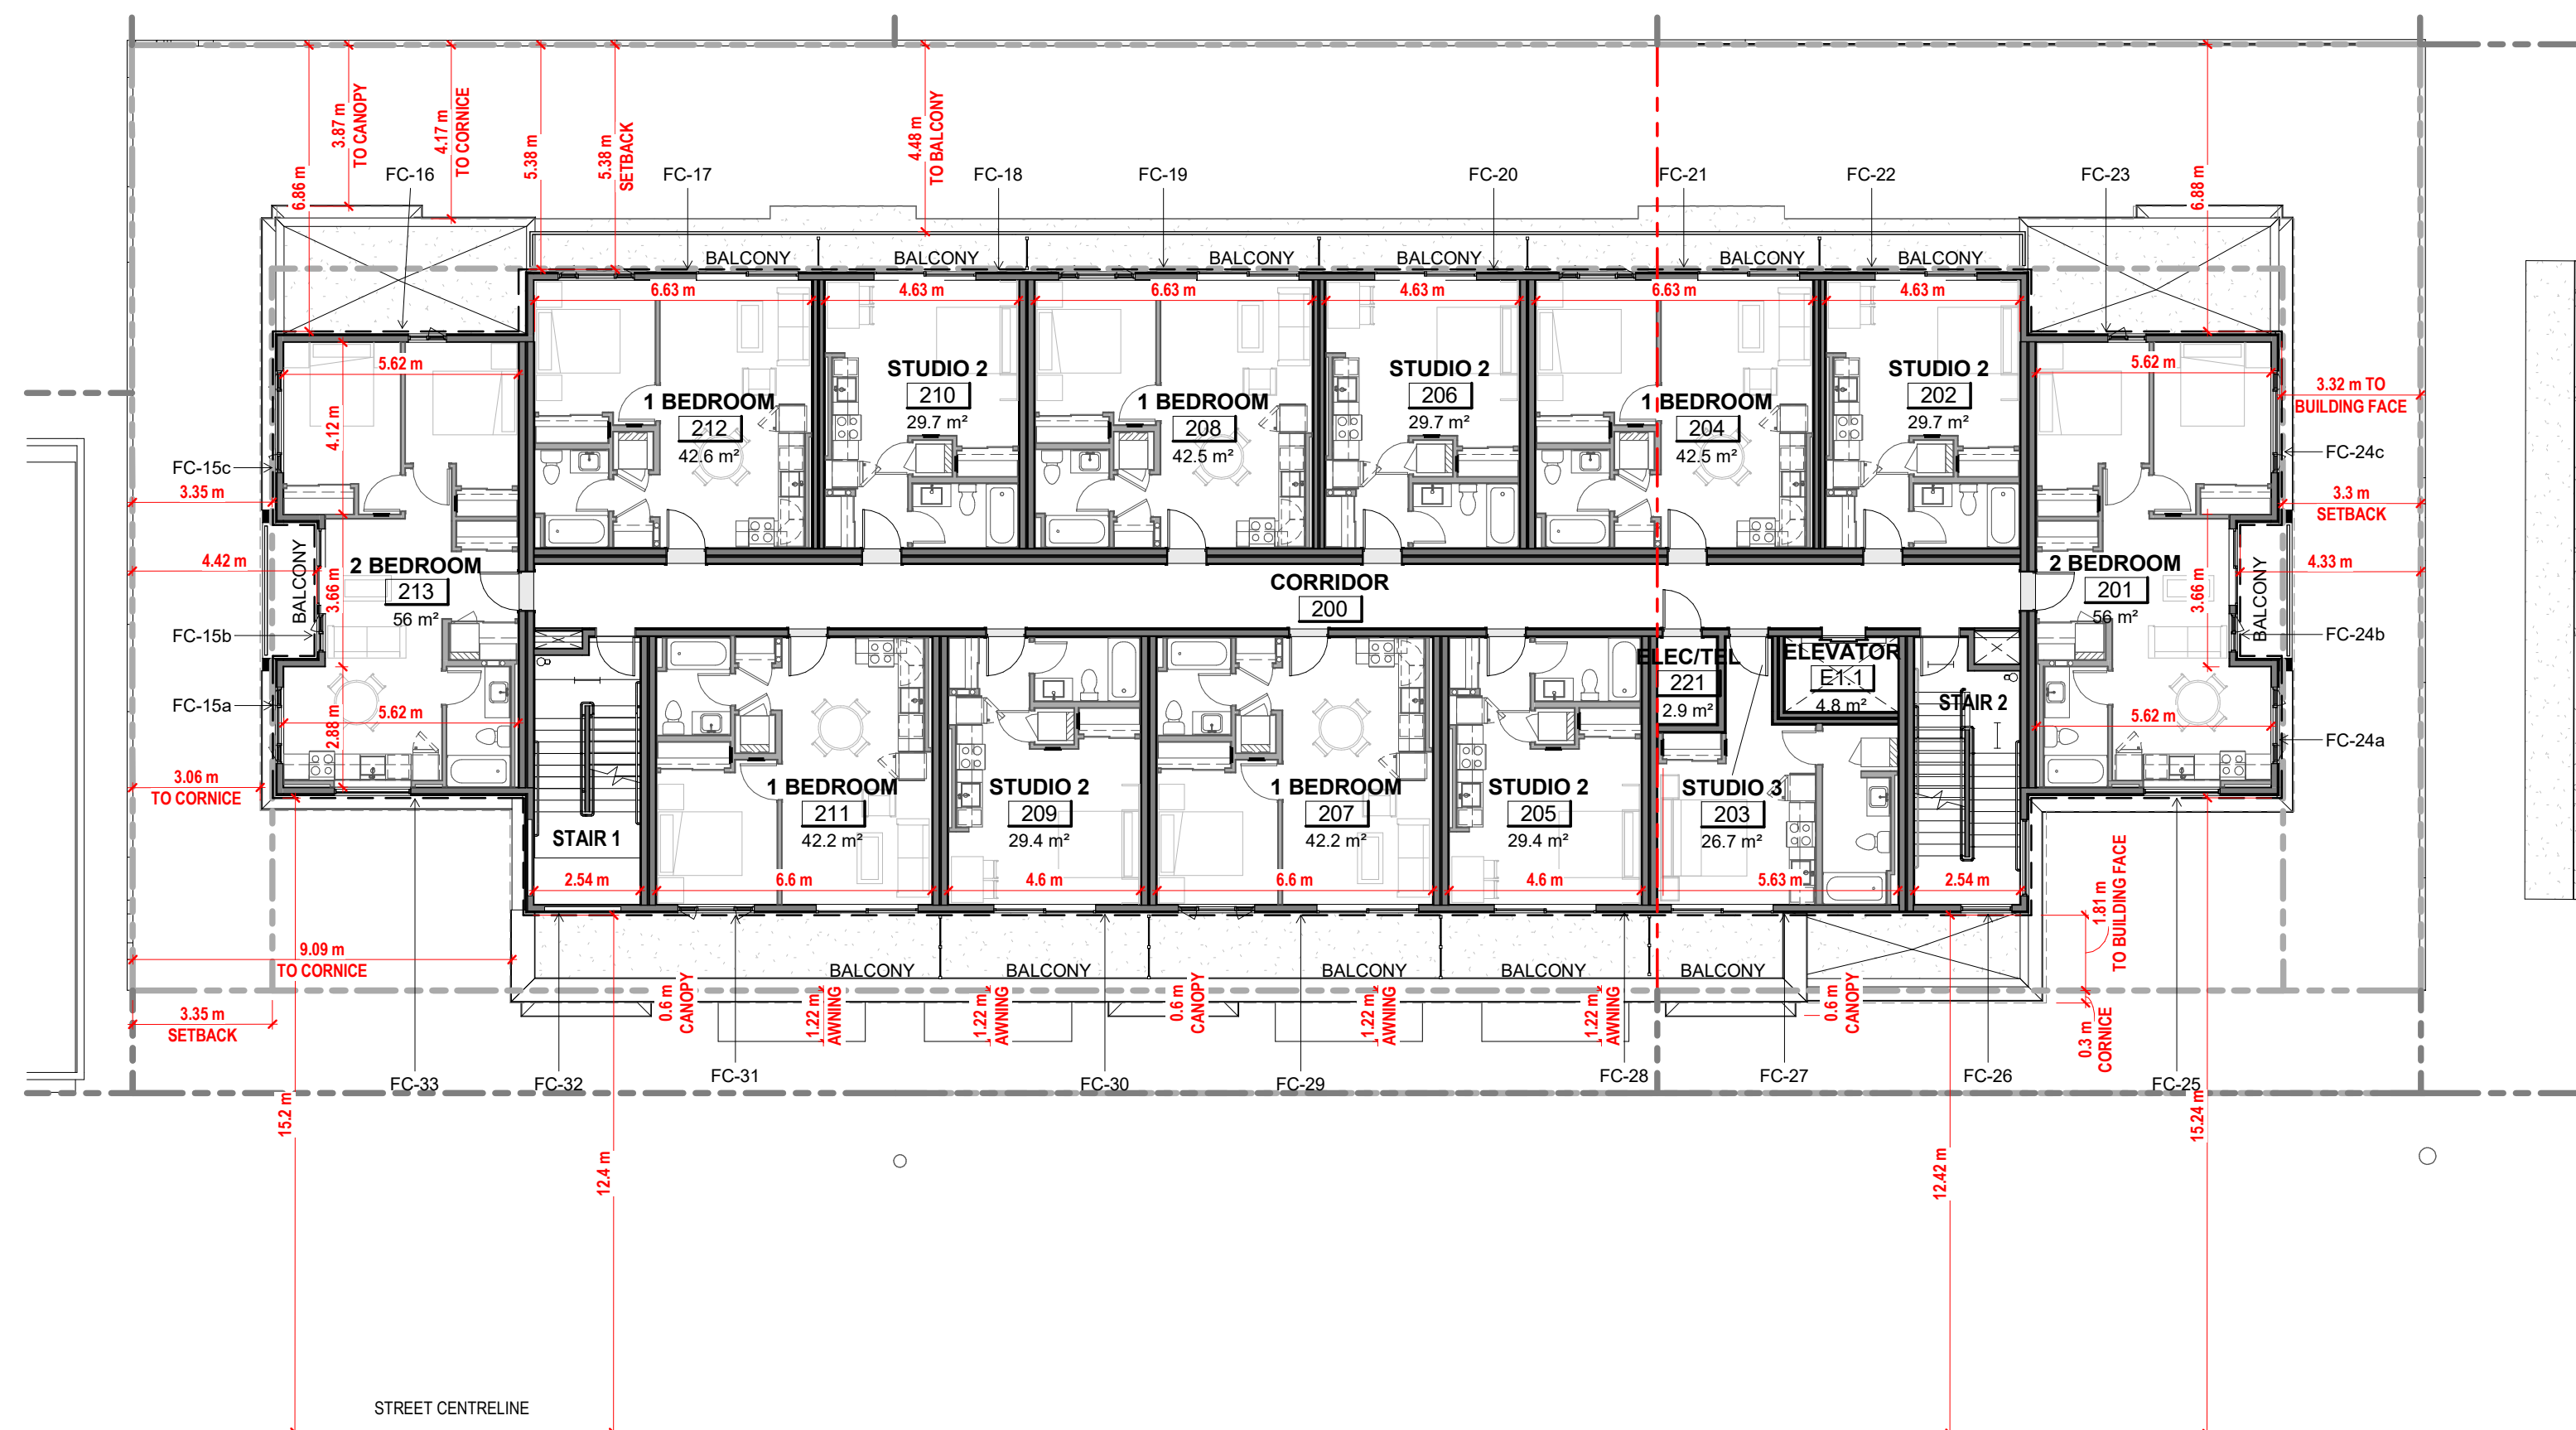 3.87 m
TO CANOPY
4.17 m
TO CORNICE
6.86 m
5.38 m
5.38 m
SETBACK
4.48 m
TO BALCONY
6.88 m
FC-16
FC-17
FC-18
FC-19
FC-20
FC-21
FC-22
FC-23
BALCONY
BALCONY
BALCONY
BALCONY
BALCONY
BALCONY
6.63 m
4.63 m
6.63 m
4.63 m
6.63 m
4.63 m
5.62 m
5.62 m
1 BEDROOM
212
42.6 m²
STUDIO 2
210
29.7 m²
1 BEDROOM
208
42.5 m²
STUDIO 2
206
29.7 m²
1 BEDROOM
204
42.5 m²
STUDIO 2
202
29.7 m²
3.32 m TO
BUILDING FACE
4.12 m
FC-15c
3.35 m
FC-24c
3.3 m
SETBACK
4.42 m
BALCONY
3.66 m
2 BEDROOM
213
56 m²
CORRIDOR
200
2 BEDROOM
201
56 m²
3.66 m
BALCONY
4.33 m
FC-15b
FC-24b
FC-15a
2.88 m
5.62 m
ELEC/TEL
221
2.9 m²
ELEVATOR
E1.1
4.8 m²
STAIR 2
5.62 m
FC-24a
3.06 m
TO CORNICE
STAIR 1
1 BEDROOM
211
42.2 m²
STUDIO 2
209
29.4 m²
1 BEDROOM
207
42.2 m²
STUDIO 2
205
29.4 m²
STUDIO 3
203
26.7 m²
2.54 m
6.6 m
4.6 m
6.6 m
4.6 m
5.63 m
2.54 m
1.81 m
TO BUILDING FACE
9.09 m
TO CORNICE
BALCONY
BALCONY
BALCONY
BALCONY
BALCONY
3.35 m
SETBACK
0.6 m
CANOPY
1.22 m
AWNING
1.22 m
AWNING
0.6 m
CANOPY
1.22 m
AWNING
1.22 m
AWNING
0.6 m
CANOPY
0.3 m
CORNICE
FC-33
FC-32
FC-31
FC-30
FC-29
FC-28
FC-27
FC-26
FC-25
15.2 m
12.4 m
12.42 m
15.24 m
STREET CENTRELINE